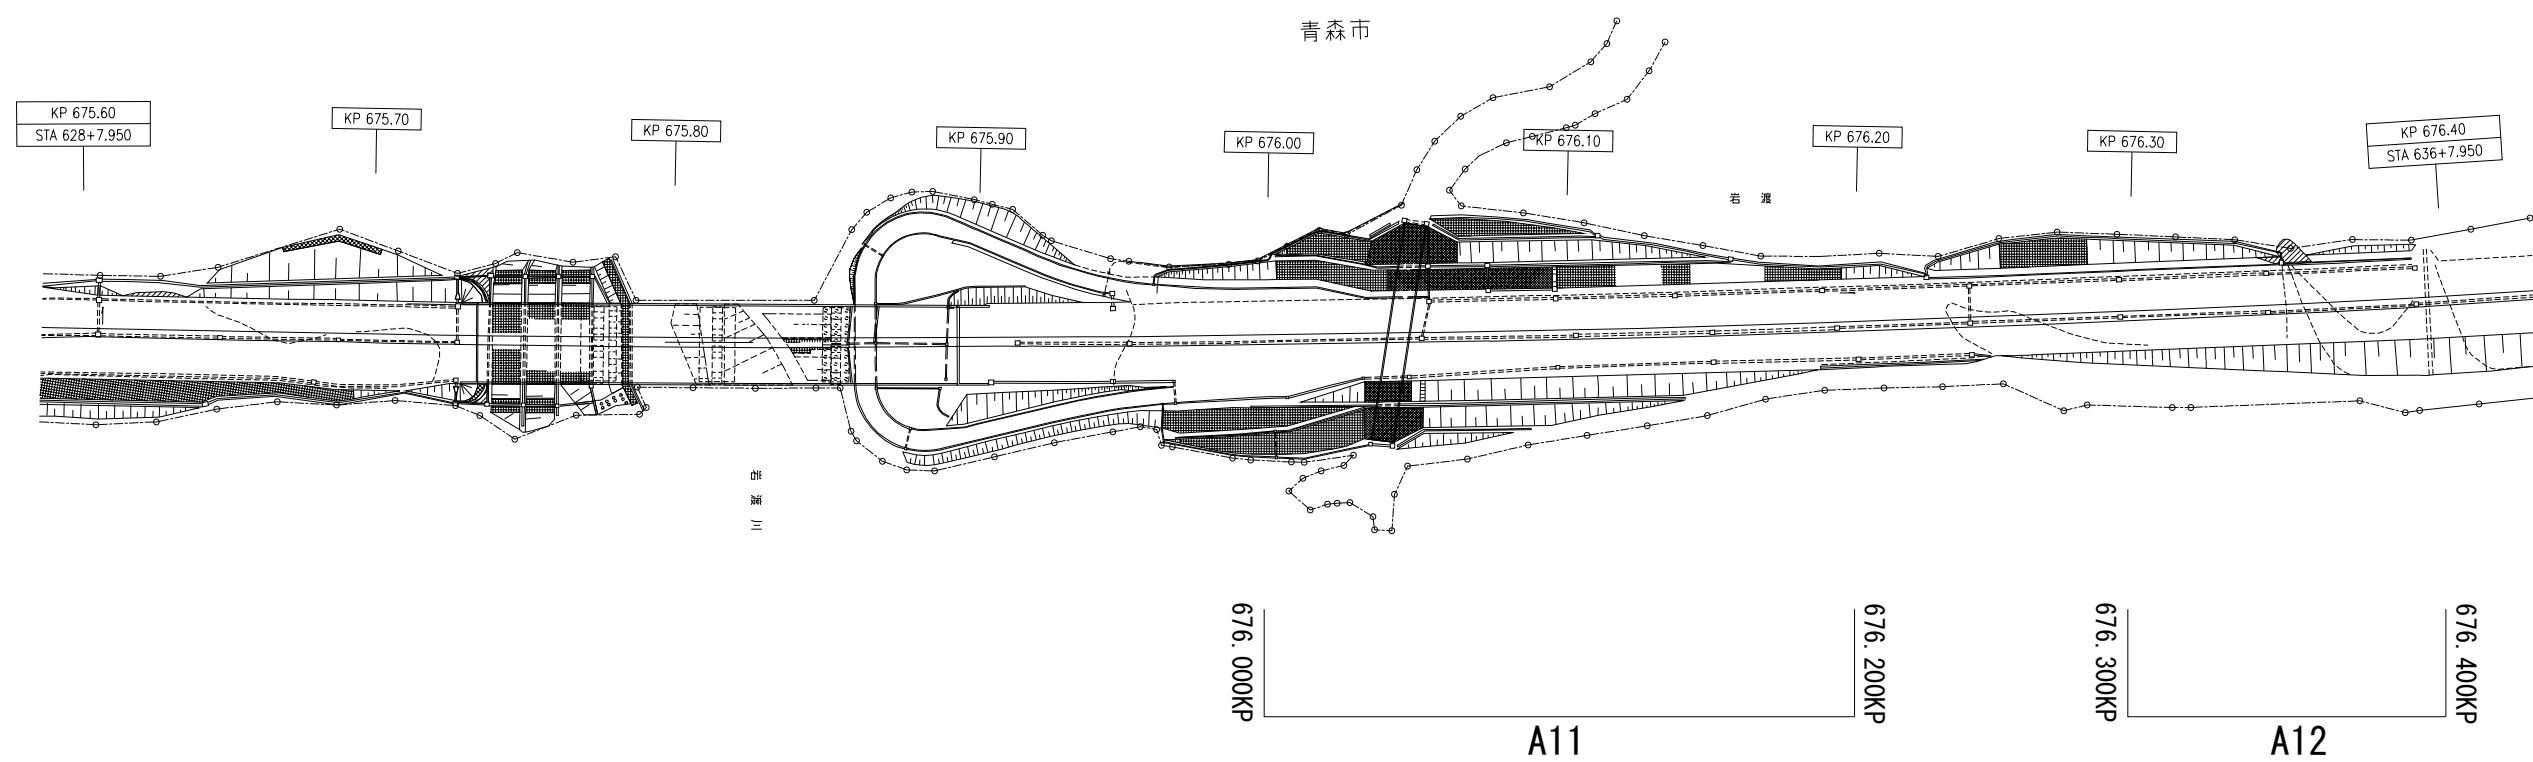 青森市
KP 675.60
STA 628+7.950
KP 675.70
KP 675.80
KP 675.90
KP 676.00
KP 676.10
KP 676.20
KP 676.30
KP 676.40
STA 636+7.950
岩渡
岩渡川
676.000KP
676.200KP
A11
676.300KP
676.400KP
A12